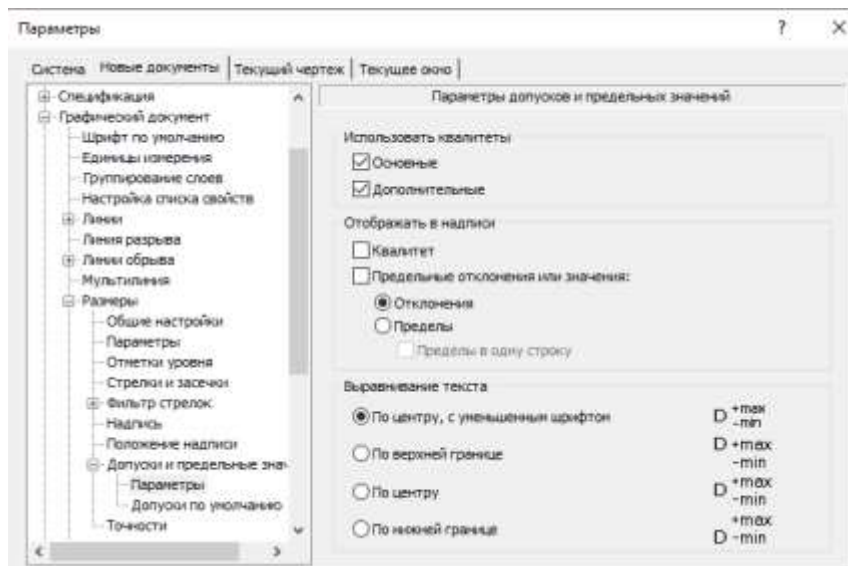 Параметры
Система Новые документы Текущий чертеж Текущее окно
Спецификация
Графический документ
Шрифт по умолчанию
Единицы измерения
Группирование слоев
Настройка списка свойств
Линии
Линия разрыва
Линии обрыва
Мультилиния
Размеры
Общие настройки
Параметры
Отметки уровня
Стрелки и засечки
Фильтр стрелок
Надпись
Положение надписи
Допуски и предельные знач
Параметры
Допуски по умолчанию
Точности
Параметры допусков и предельных значений
Использовать квалитеты
Основные
Дополнительные
Отображать в надписи
Квалитет
Предельные отклонения или значения:
Отклонения
Пределы
Пределы в одну строку
Выравнивание текста
По центру, с уменьшенным шрифтом D +max -min
По верхней границе D +max -min
По центру D +max -min
По нижней границе D +max -min